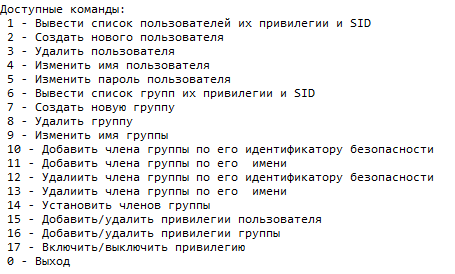 Доступные команды:
1 - Вывести список пользователей их привилегии и SID
2 - Создать нового пользователя
3 - Удалить пользователя
4 - Изменить имя пользователя
5 - Изменить пароль пользователя
6 - Вывести список групп их привилегии и SID
7 - Создать новую группу
8 - Удалить группу
9 - Изменить имя группы
10 - Добавить члена группы по его идентификатору безопасности
11 - Добавить члена группы по его  имени
12 - Удалиить члена группы по его идентификатору безопасности
13 - Удалиить члена группы по его  имени
14 - Установить членов группы
15 - Добавить/удалить привилегии пользователя
16 - Добавить/удалить привилегии группы
17 - Включить/выключить привилегию
0 - Выход